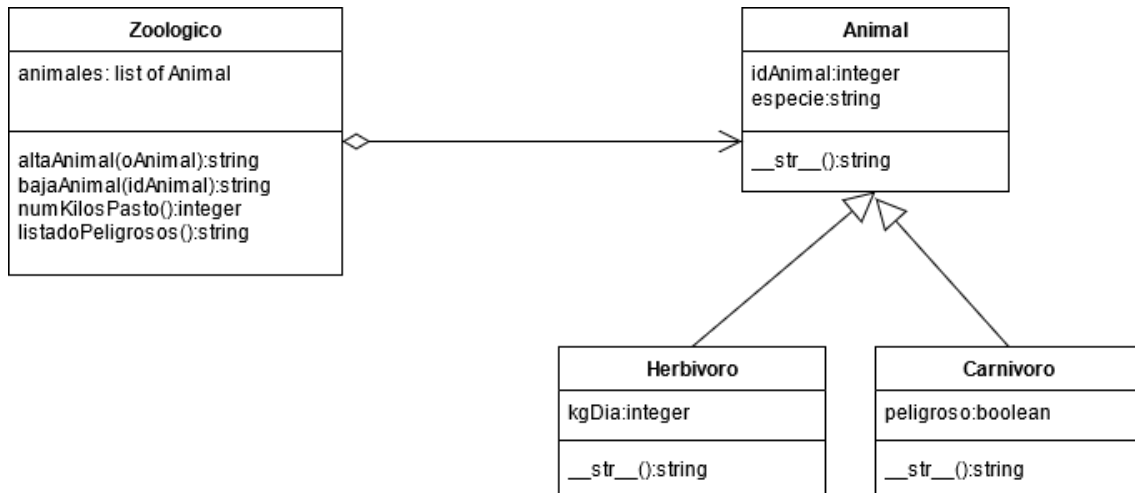 Zoologico
animales: list of Animal
altaAnimal(oAnimal):string
bajaAnimal(idAnimal):string
numKilosPasto():integer
listadoPeligrosos():string
Animal
idAnimal:integer
especie:string
__str__():string
Herbivoro
kgDia:integer
__str__():string
Carnivoro
peligroso:boolean
__str__():string